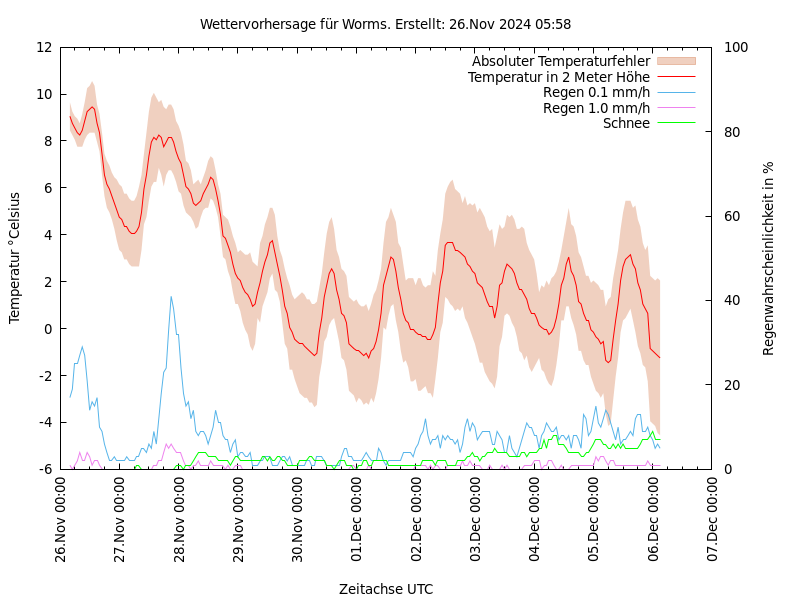 Wettervorhersage für Worms. Erstellt: 26.Nov 2024 05:58
12
10
8
6
4
2
0
-2
-4
-6
100
80
60
40
20
0
Temperatur °Celsius
Regenwahrscheinlichkeit in %
Absoluter Temperaturfehler
Temperatur in 2 Meter Höhe
Regen 0.1 mm/h
Regen 1.0 mm/h
Schnee
26.Nov 00:00
27.Nov 00:00
28.Nov 00:00
29.Nov 00:00
30.Nov 00:00
01.Dec 00:00
02.Dec 00:00
03.Dec 00:00
04.Dec 00:00
05.Dec 00:00
06.Dec 00:00
07.Dec 00:00
Zeitachse UTC